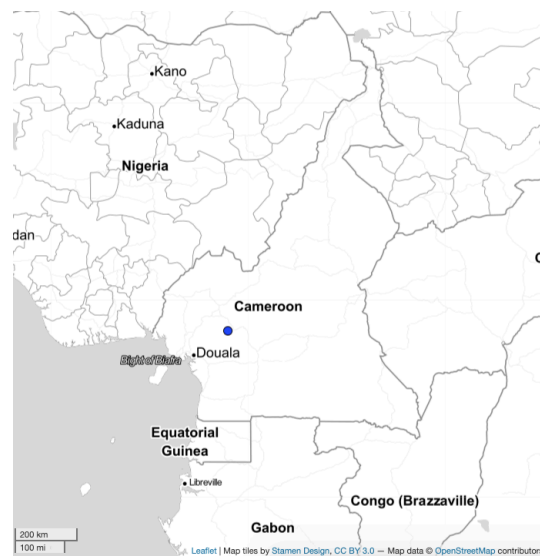 Kano
Kaduna
Nigeria
dan
Cameroon
Bight of Biafra
Douala
Equatorial
Guinea
Libreville
Congo (Brazzaville)
200 km
100 mi
Gabon
Leaflet | Map tiles by Stamen Design, CC BY 3.0 — Map data © OpenStreetMap contributor